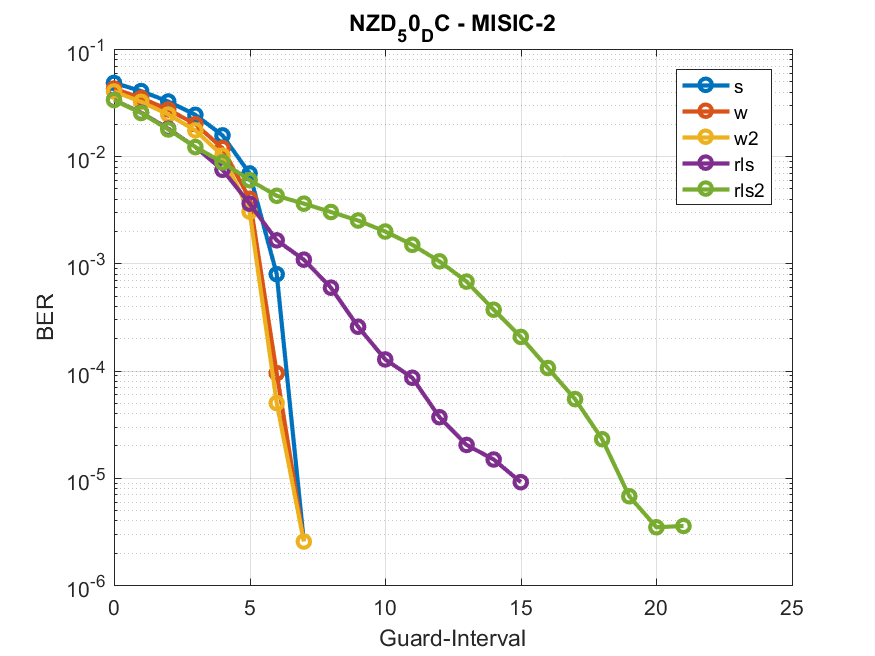 NZD₅0_DC - MISIC-2
10⁻¹
10⁻²
10⁻³
10⁻⁴
10⁻⁵
10⁻⁶
BER
s
w
w2
rls
rls2
0 5 10 15 20 25
Guard-Interval